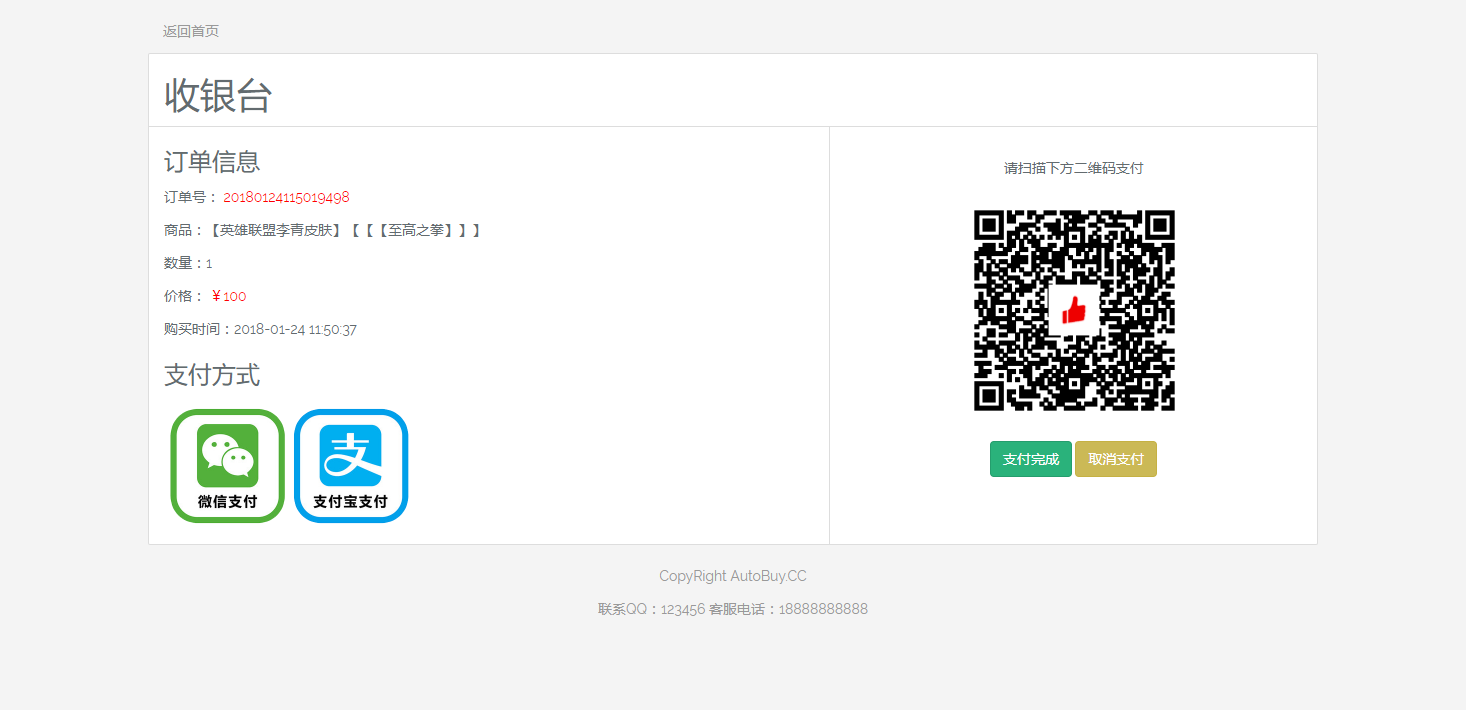 返回首页
收银台
订单信息
订单号： 20180124115019498
商品：【英雄联盟李青皮肤】【【【至高之拳】】】
数量：1
价格： ￥100
购买时间：2018-01-24 11:50:37
支付方式
微信支付
支
支付宝支付
请扫描下方二维码支付
支付完成
取消支付
CopyRight AutoBuy.CC
联系QQ：123456 客服电话：18888888888